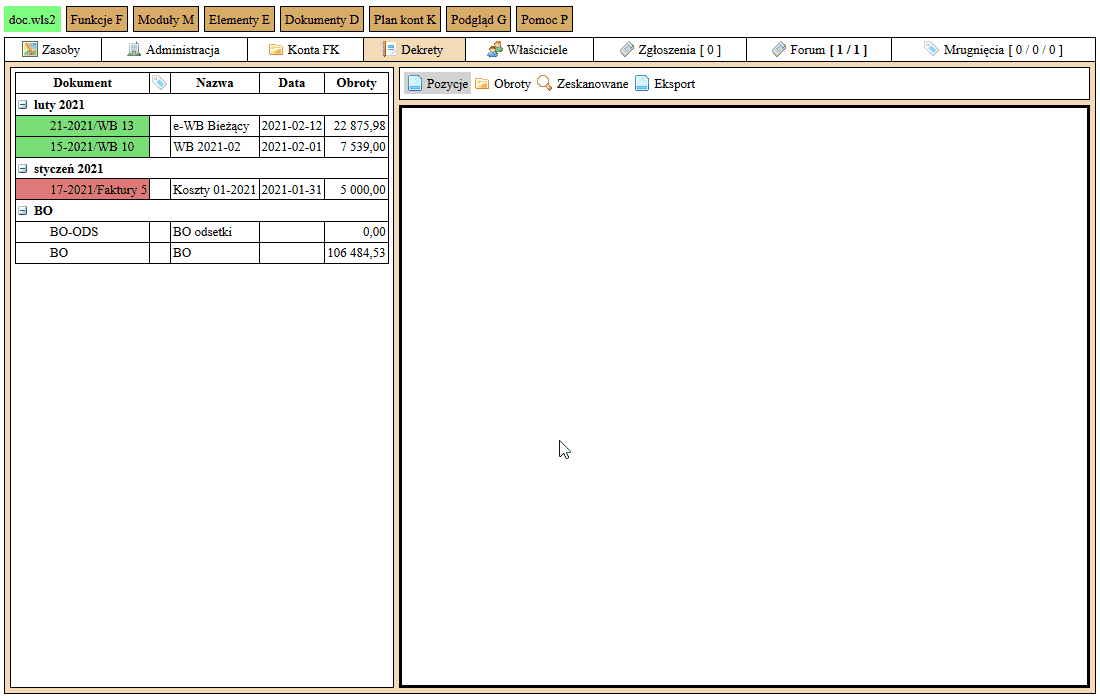 doc.wls2 Funkcje F Moduły M Elementy E Dokumenty D Plan kont K Podgląd G Pomoc P
Zasoby Administracja Konta FK Dekrety Właściciele Zgłoszenia [ 0 ] Forum [ 1 / 1 ] Mrugnięcia [ 0 / 0 / 0 ]
Pozycje Obroty Zeskanowane Eksport
Dokument Nazwa Data Obroty
luty 2021
21-2021/WB 13 e-WB Bieżący 2021-02-12 22 875,98
15-2021/WB 10 WB 2021-02 2021-02-01 7 539,00
styczeń 2021
17-2021/Faktury 5 Koszty 01-2021 2021-01-31 5 000,00
BO
BO-ODS BO odsetki 0,00
BO BO 106 484,53